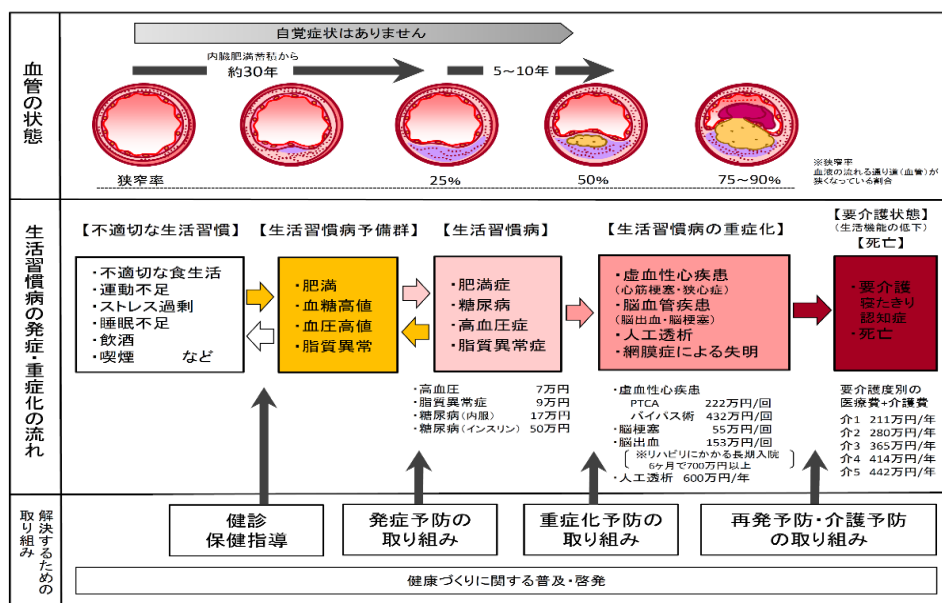 血管の状態
自覚症状はありません
内臓肥満蓄積から
約30年
5～10年
狭窄率
25%
50%
75～90%
※狭窄率
血液の流れる通り道(血管)が
狭くなっている割合
生活習慣病の発症・重症化の流れ
【不適切な生活習慣】
・不適切な食生活
・運動不足
・ストレス過剰
・睡眠不足
・飲酒
・喫煙 など
【生活習慣病予備群】
・肥満
・血糖高値
・血圧高値
・脂質異常
【生活習慣病】
・肥満症
・糖尿病
・高血圧症
・脂質異常症
【生活習慣病の重症化】
・虚血性心疾患
(心筋梗塞・狭心症)
・脳血管疾患
(脳出血・脳梗塞)
・人工透析
・網膜症による失明
【要介護状態】
(生活機能の低下)
【死亡】
・要介護
寝たきり
認知症
・死亡
・高血圧 7万円
・脂質異常症 9万円
・糖尿病(内服) 17万円
・糖尿病(インスリン) 50万円
・虚血性心疾患
PTCA 222万円/回
バイパス術 432万円/回
・脳梗塞 55万円/回
・脳出血 153万円/回
※リハビリにかかる長期入院
6ヶ月で700万円以上
・人工透析 600万円/年
要介護度別の
医療費+介護費
介1 211万円/年
介2 280万円/年
介3 365万円/年
介4 414万円/年
介5 442万円/年
解決するための
取り組み
健診
保健指導
発症予防の
取り組み
重症化予防の
取り組み
再発予防・介護予防
の取り組み
健康づくりに関する普及・啓発